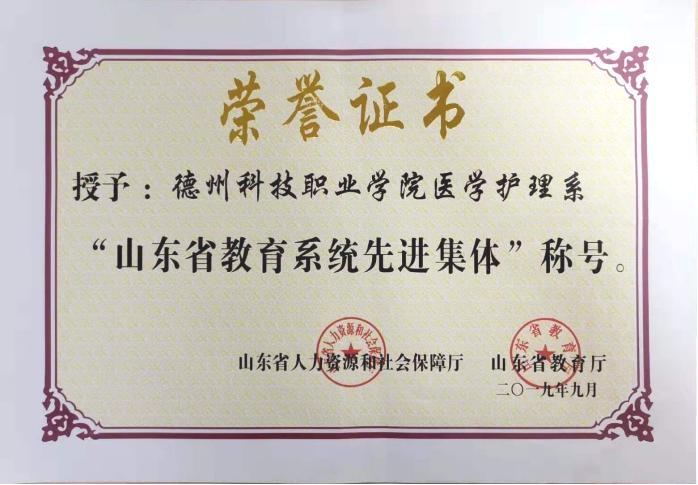 荣誉证书
授予：德州科技职业学院医学护理系
“山东省教育系统先进集体”称号。
山东省人力资源和社会保障厅 山东省教育厅
二〇一九年九月